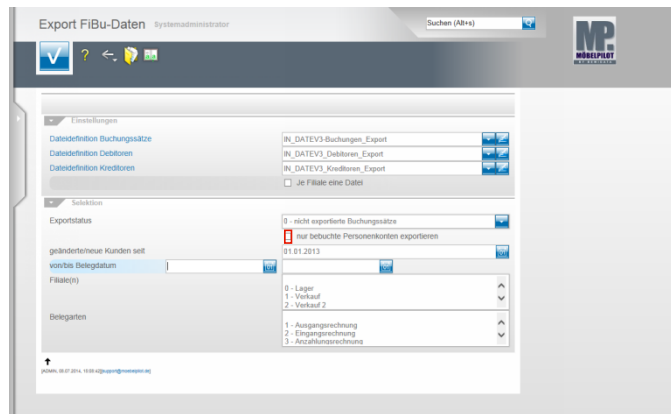 Export FiBu-Daten Systemadministrator
Suchen (Alt+s)
MP
MÖBELPILOT
?
Einstellungen
Dateidefinition Buchungssätze IN_DATEV3-Buchungen_Export
Dateidefinition Debitoren IN_DATEV3_Debitoren_Export
Dateidefinition Kreditoren IN_DATEV3_Kreditoren_Export
Je Filiale eine Datei
Selektion
Exportstatus 0 - nicht exportierte Buchungssätze
nur bebuchte Personenkonten exportieren
geänderte/neue Kunden seit 01.01.2013
von/bis Belegdatum
Filiale(n)
0 - Lager
1 - Verkauf
2 - Verkauf 2
Belegarten
1 - Ausgangsrechnung
2 - Eingangsrechnung
3 - Anzahlungsrechnung